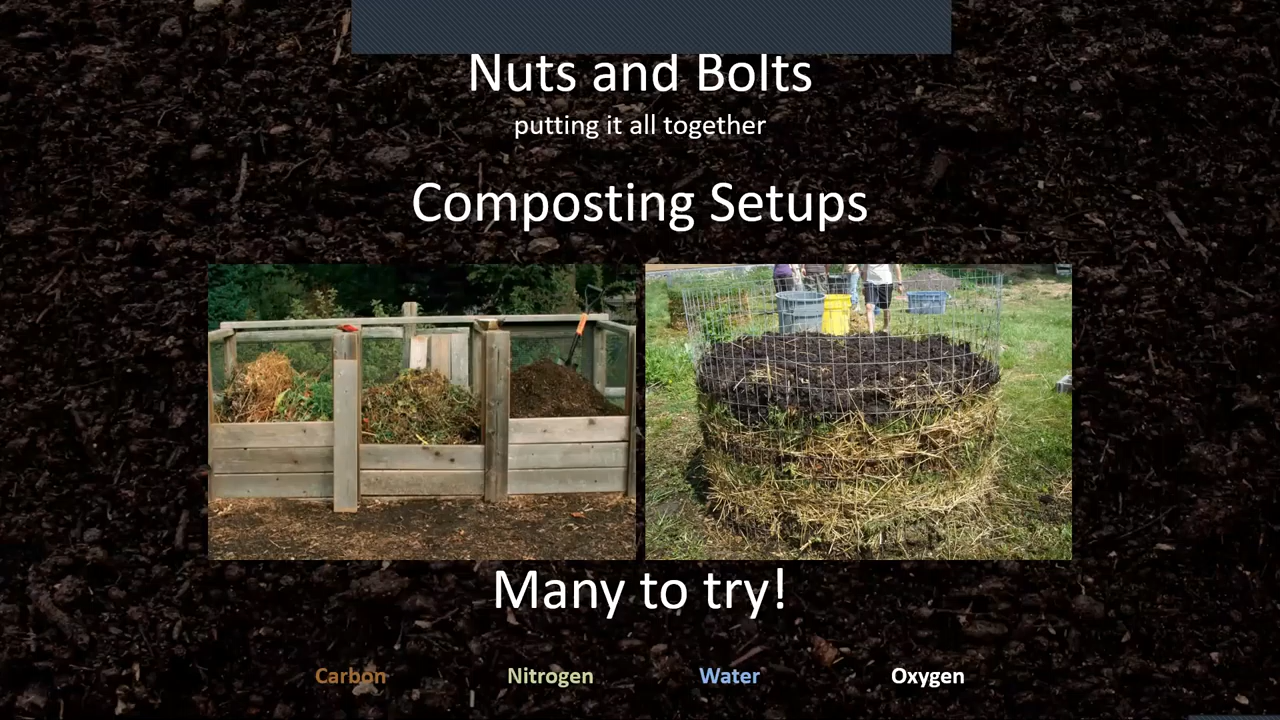 Nuts and Bolts
putting it all together
Composting Setups
Many to try!
Carbon Nitrogen Water Oxygen